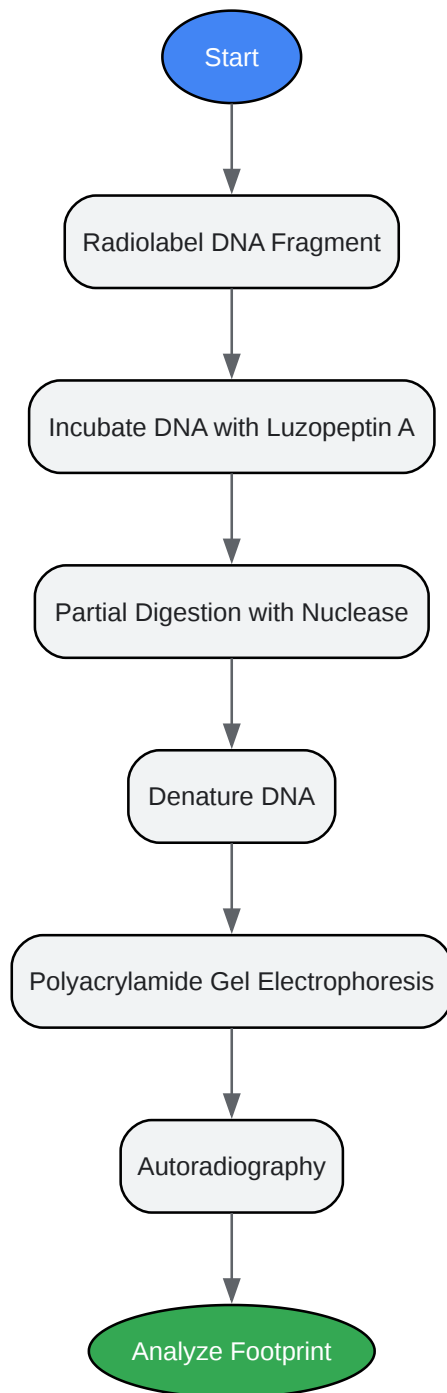 Start
Radiolabel DNA Fragment
Incubate DNA with Luzopeptin A
Partial Digestion with Nuclease
Denature DNA
Polyacrylamide Gel Electrophoresis
Autoradiography
Analyze Footprint